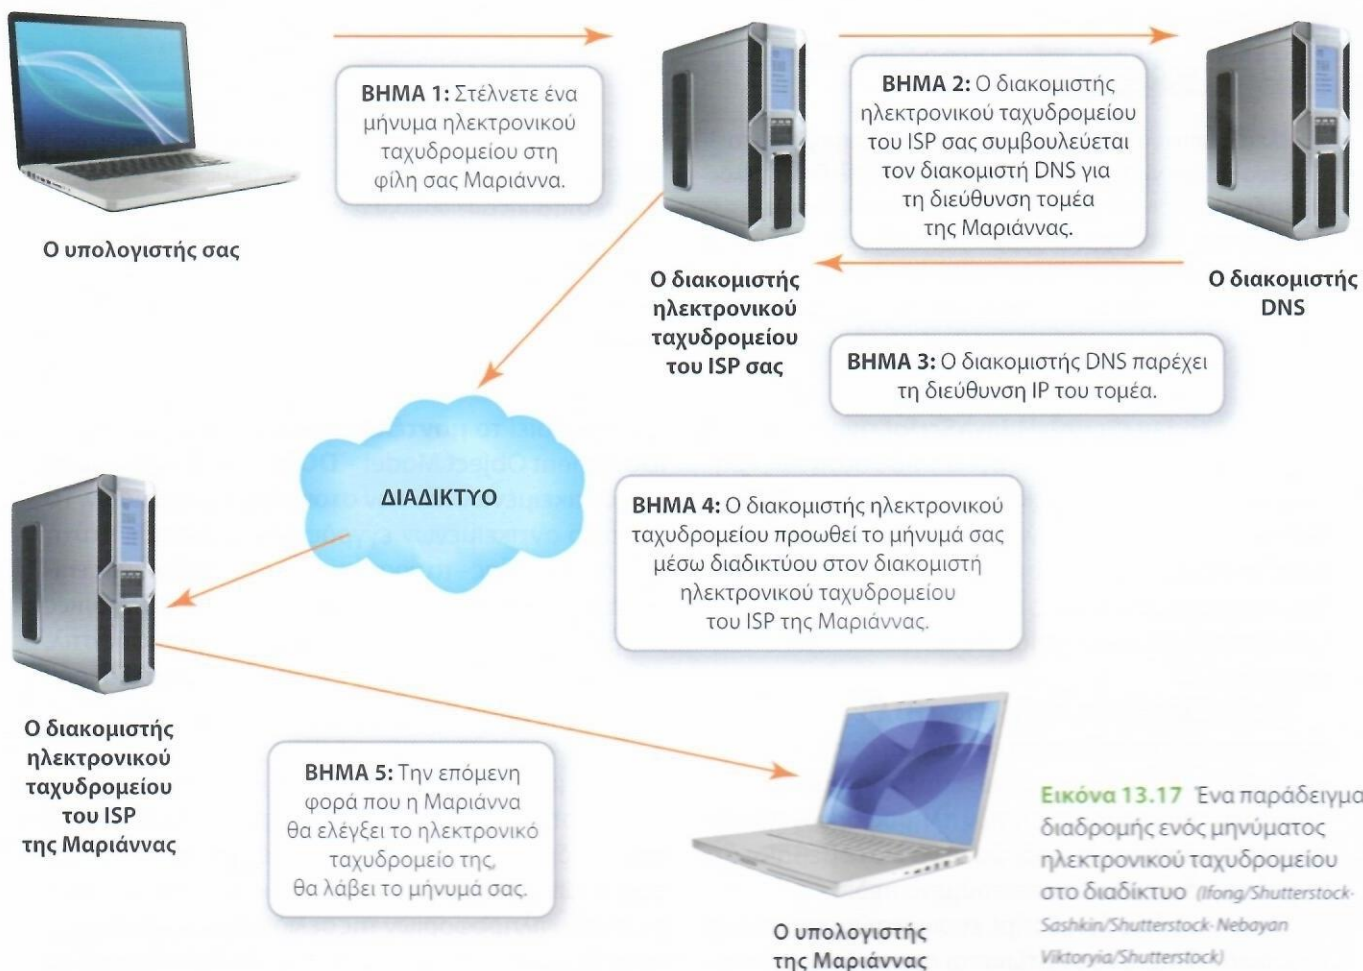 ΒΗΜΑ 1: Στέλνετε ένα
μήνυμα ηλεκτρονικού
ταχυδρομείου στη
φίλη σας Μαριάννα.
ΒΗΜΑ 2: Ο διακομιστής
ηλεκτρονικού ταχυδρομείου
του ISP σας συμβουλεύεται
τον διακομιστή DNS για
τη διεύθυνση τομέα
της Μαριάννας.
Ο υπολογιστής σας
Ο διακομιστής
ηλεκτρονικού
ταχυδρομείου
του ISP σας
Ο διακομιστής
DNS
ΒΗΜΑ 3: Ο διακομιστής DNS παρέχει
τη διεύθυνση IP του τομέα.
ΔΙΑΔΙΚΤΥΟ
ΒΗΜΑ 4: Ο διακομιστής ηλεκτρονικού
ταχυδρομείου προωθεί το μήνυμά σας
μέσω διαδικτύου στον διακομιστή
ηλεκτρονικού ταχυδρομείου
του ISP της Μαριάννας.
Ο διακομιστής
ηλεκτρονικού
ταχυδρομείου
του ISP
της Μαριάννας
ΒΗΜΑ 5: Την επόμενη
φορά που η Μαριάννα
θα ελέγξει το ηλεκτρονικό
ταχυδρομείο της,
θα λάβει το μήνυμά σας.
Ο υπολογιστής
της Μαριάννας
Εικόνα 13.17 Ένα παράδειγμα
διαδρομής ενός μηνύματος
ηλεκτρονικού ταχυδρομείου
στο διαδίκτυο (Ifong/Shutterstock-
Sashkin/Shutterstock-Nebayan
Viktoryia/Shutterstock)